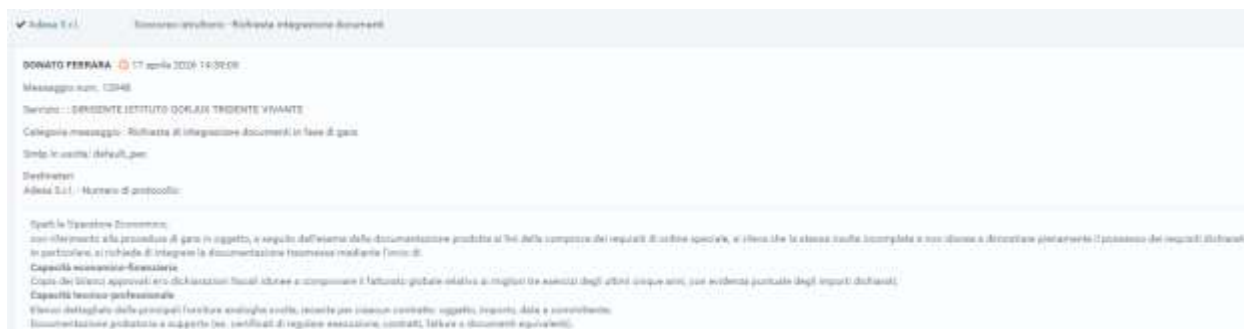 Adesa S.r.l. Soccorso istruttorio - Richiesta integrazione documenti
DONATO FERRARA 17 aprile 2026
Messaggio num. 12948
Servizio : : DIRIGENTE ISTITUTO GORJUX TRIDENTE VIVANTE
Categoria messaggio : Richiesta di integrazione documenti in fase di gara
Smtp in uscita: default_pec
Destinatari
Adesa S.r.l. - Numero di protocollo:
Spett.le Operatore Economico,
con riferimento alla procedura di gara in oggetto, a seguito dell'esame della documentazione prodotta ai fini della comprova dei requisiti di ordine speciale, si rileva che la stessa risulta incompleta e non idonea a dimostrare pienamente il possesso dei requisiti dichiarati
In particolare, si richiede di integrare la documentazione trasmessa mediante l'invio di:
Capacità economico-finanziaria
Copia dei bilanci approvati e/o dichiarazioni fiscali idonee a comprovare il fatturato globale relativo ai migliori tre esercizi degli ultimi cinque anni, con evidenza puntuale degli importi dichiarati.
Capacità tecnico-professionale
Elenco dettagliato delle principali forniture analoghe svolte, recante per ciascun contratto: oggetto, importo, data e committente;
Documentazione probatoria a supporto (es. certificati di regolare esecuzione, contratti, fatture o documenti equivalenti).